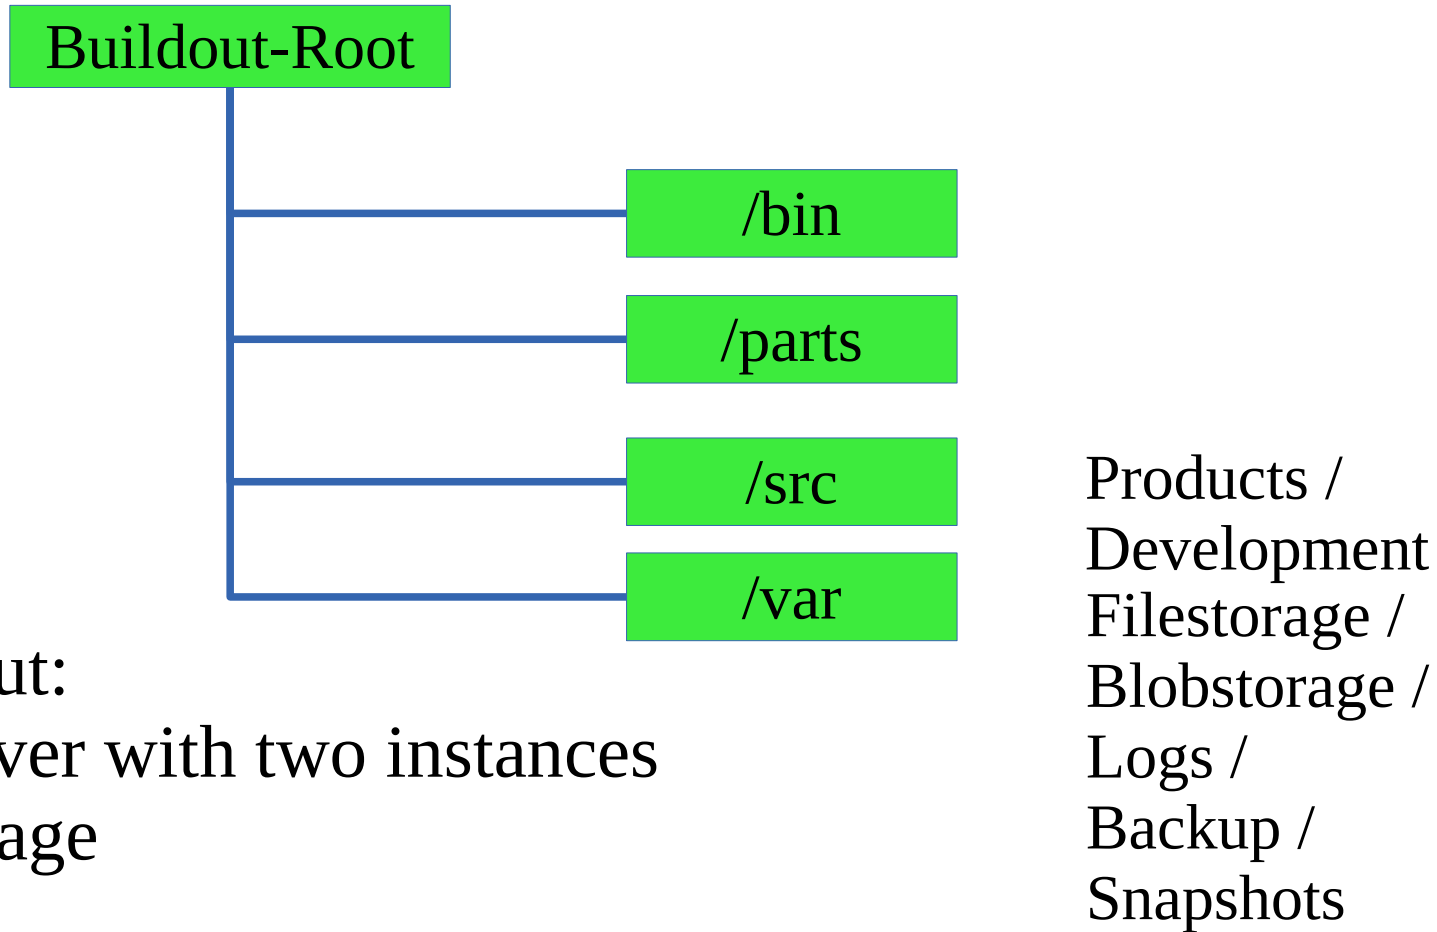 Buildout-Root
/bin
/parts
/src
Products /
Development
/var
Filestorage /
Blobstorage /
Logs /
Backup /
Snapshots
ut:
ver with two instances
age